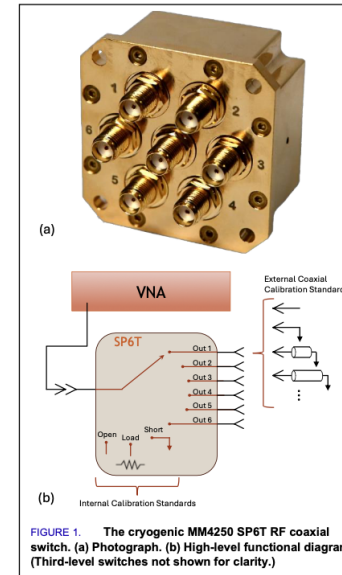 1
2
6
3
5
4
(a)
VNA
External Coaxial
Calibration Standard
SP6T
Out 1
Out 2
Out 3
Out 4
Out 5
Out 6
Open
Load
Short
...
(b)
Internal Calibration Standards
FIGURE 1. The cryogenic MM4250 SP6T RF coaxial
switch. (a) Photograph. (b) High-level functional diagram
(Third-level switches not shown for clarity.)